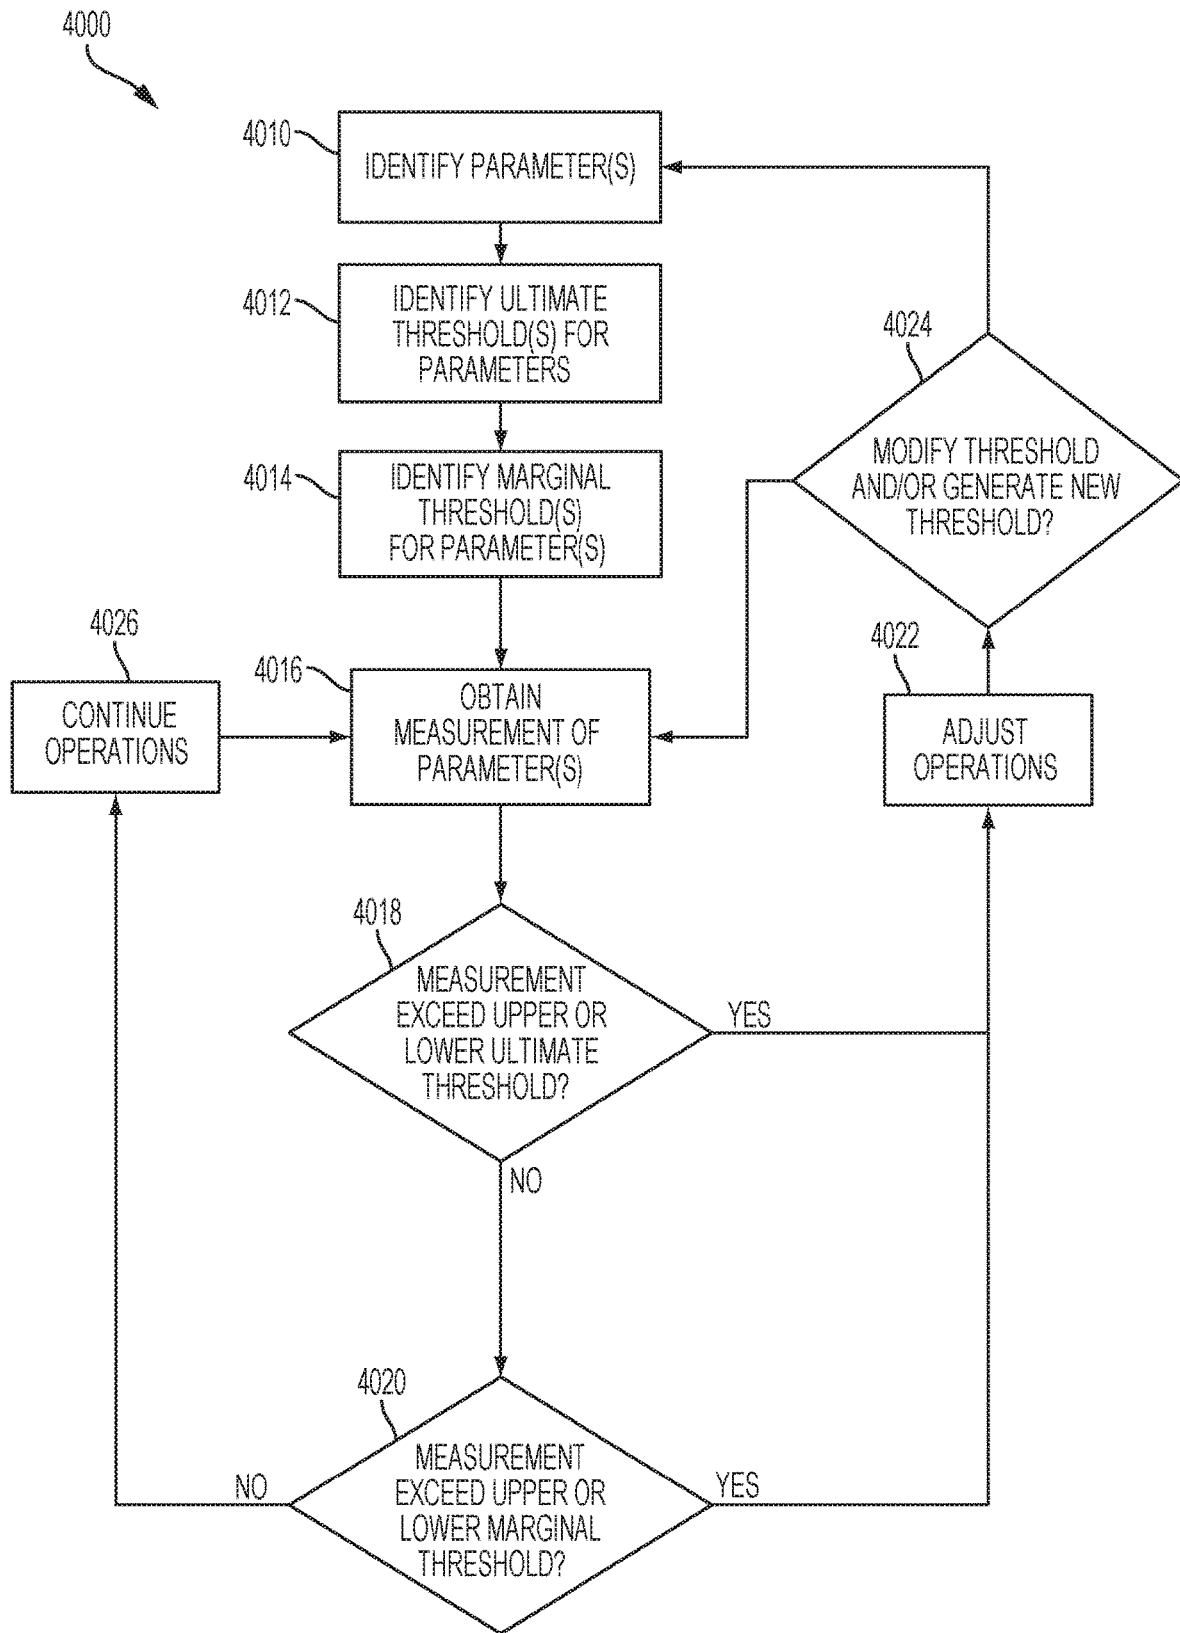 4000
4010
IDENTIFY PARAMETER(S)
4012
IDENTIFY ULTIMATE
THRESHOLD(S) FOR
PARAMETERS
4024
MODIFY THRESHOLD
AND/OR GENERATE NEW
THRESHOLD?
4014
IDENTIFY MARGINAL
THRESHOLD(S)
FOR PARAMETER(S)
4026
CONTINUE
OPERATIONS
4016
OBTAIN
MEASUREMENT OF
PARAMETER(S)
4022
ADJUST
OPERATIONS
4018
MEASUREMENT
EXCEED UPPER OR
LOWER ULTIMATE
THRESHOLD?
YES
NO
4020
MEASUREMENT
EXCEED UPPER OR
LOWER MARGINAL
THRESHOLD?
NO
YES